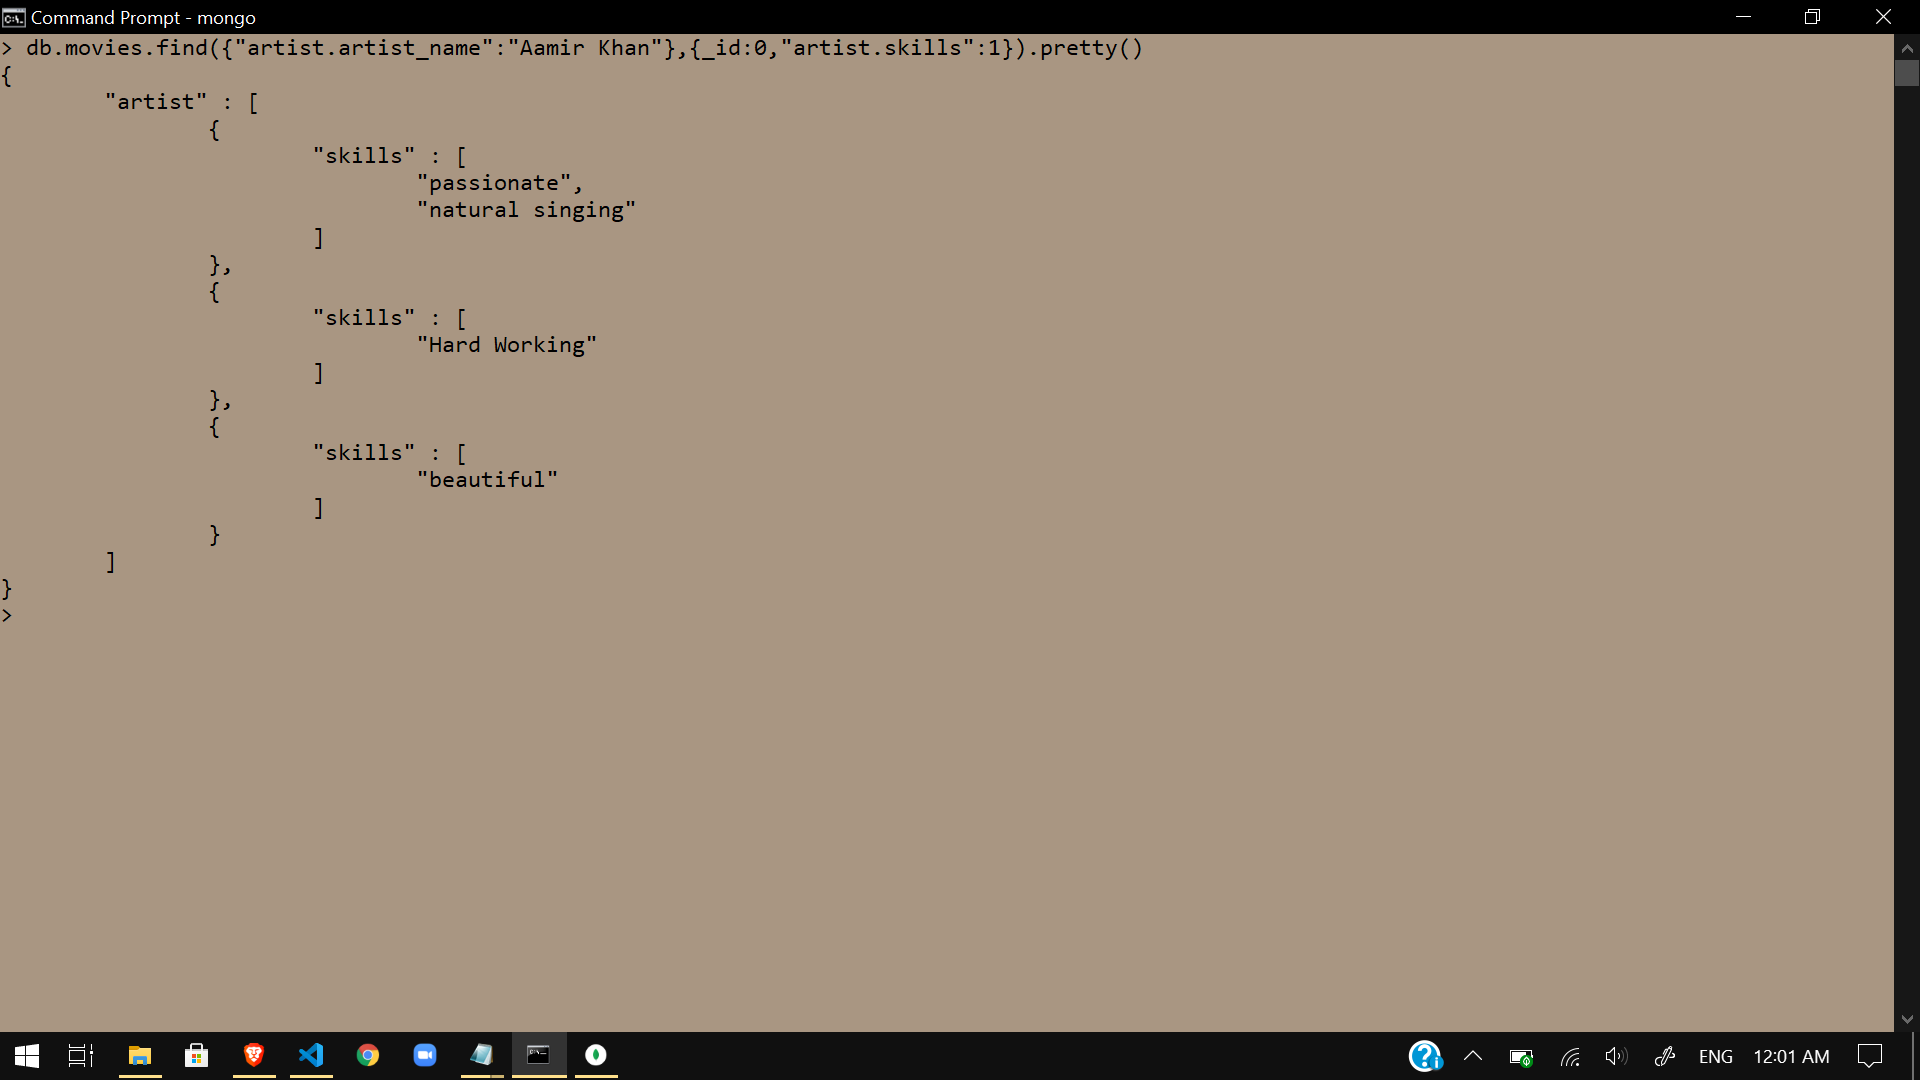 Command Prompt - mongo
> db.movies.find({"artist.artist_name":"Aamir Khan"},{_id:0,"artist.skills":1}).pretty()
{
"artist" : [
{
"skills" : [
"passionate",
"natural singing"
]
},
{
"skills" : [
"Hard Working"
]
},
{
"skills" : [
"beautiful"
]
}
]
}
>
ENG 12:01 AM